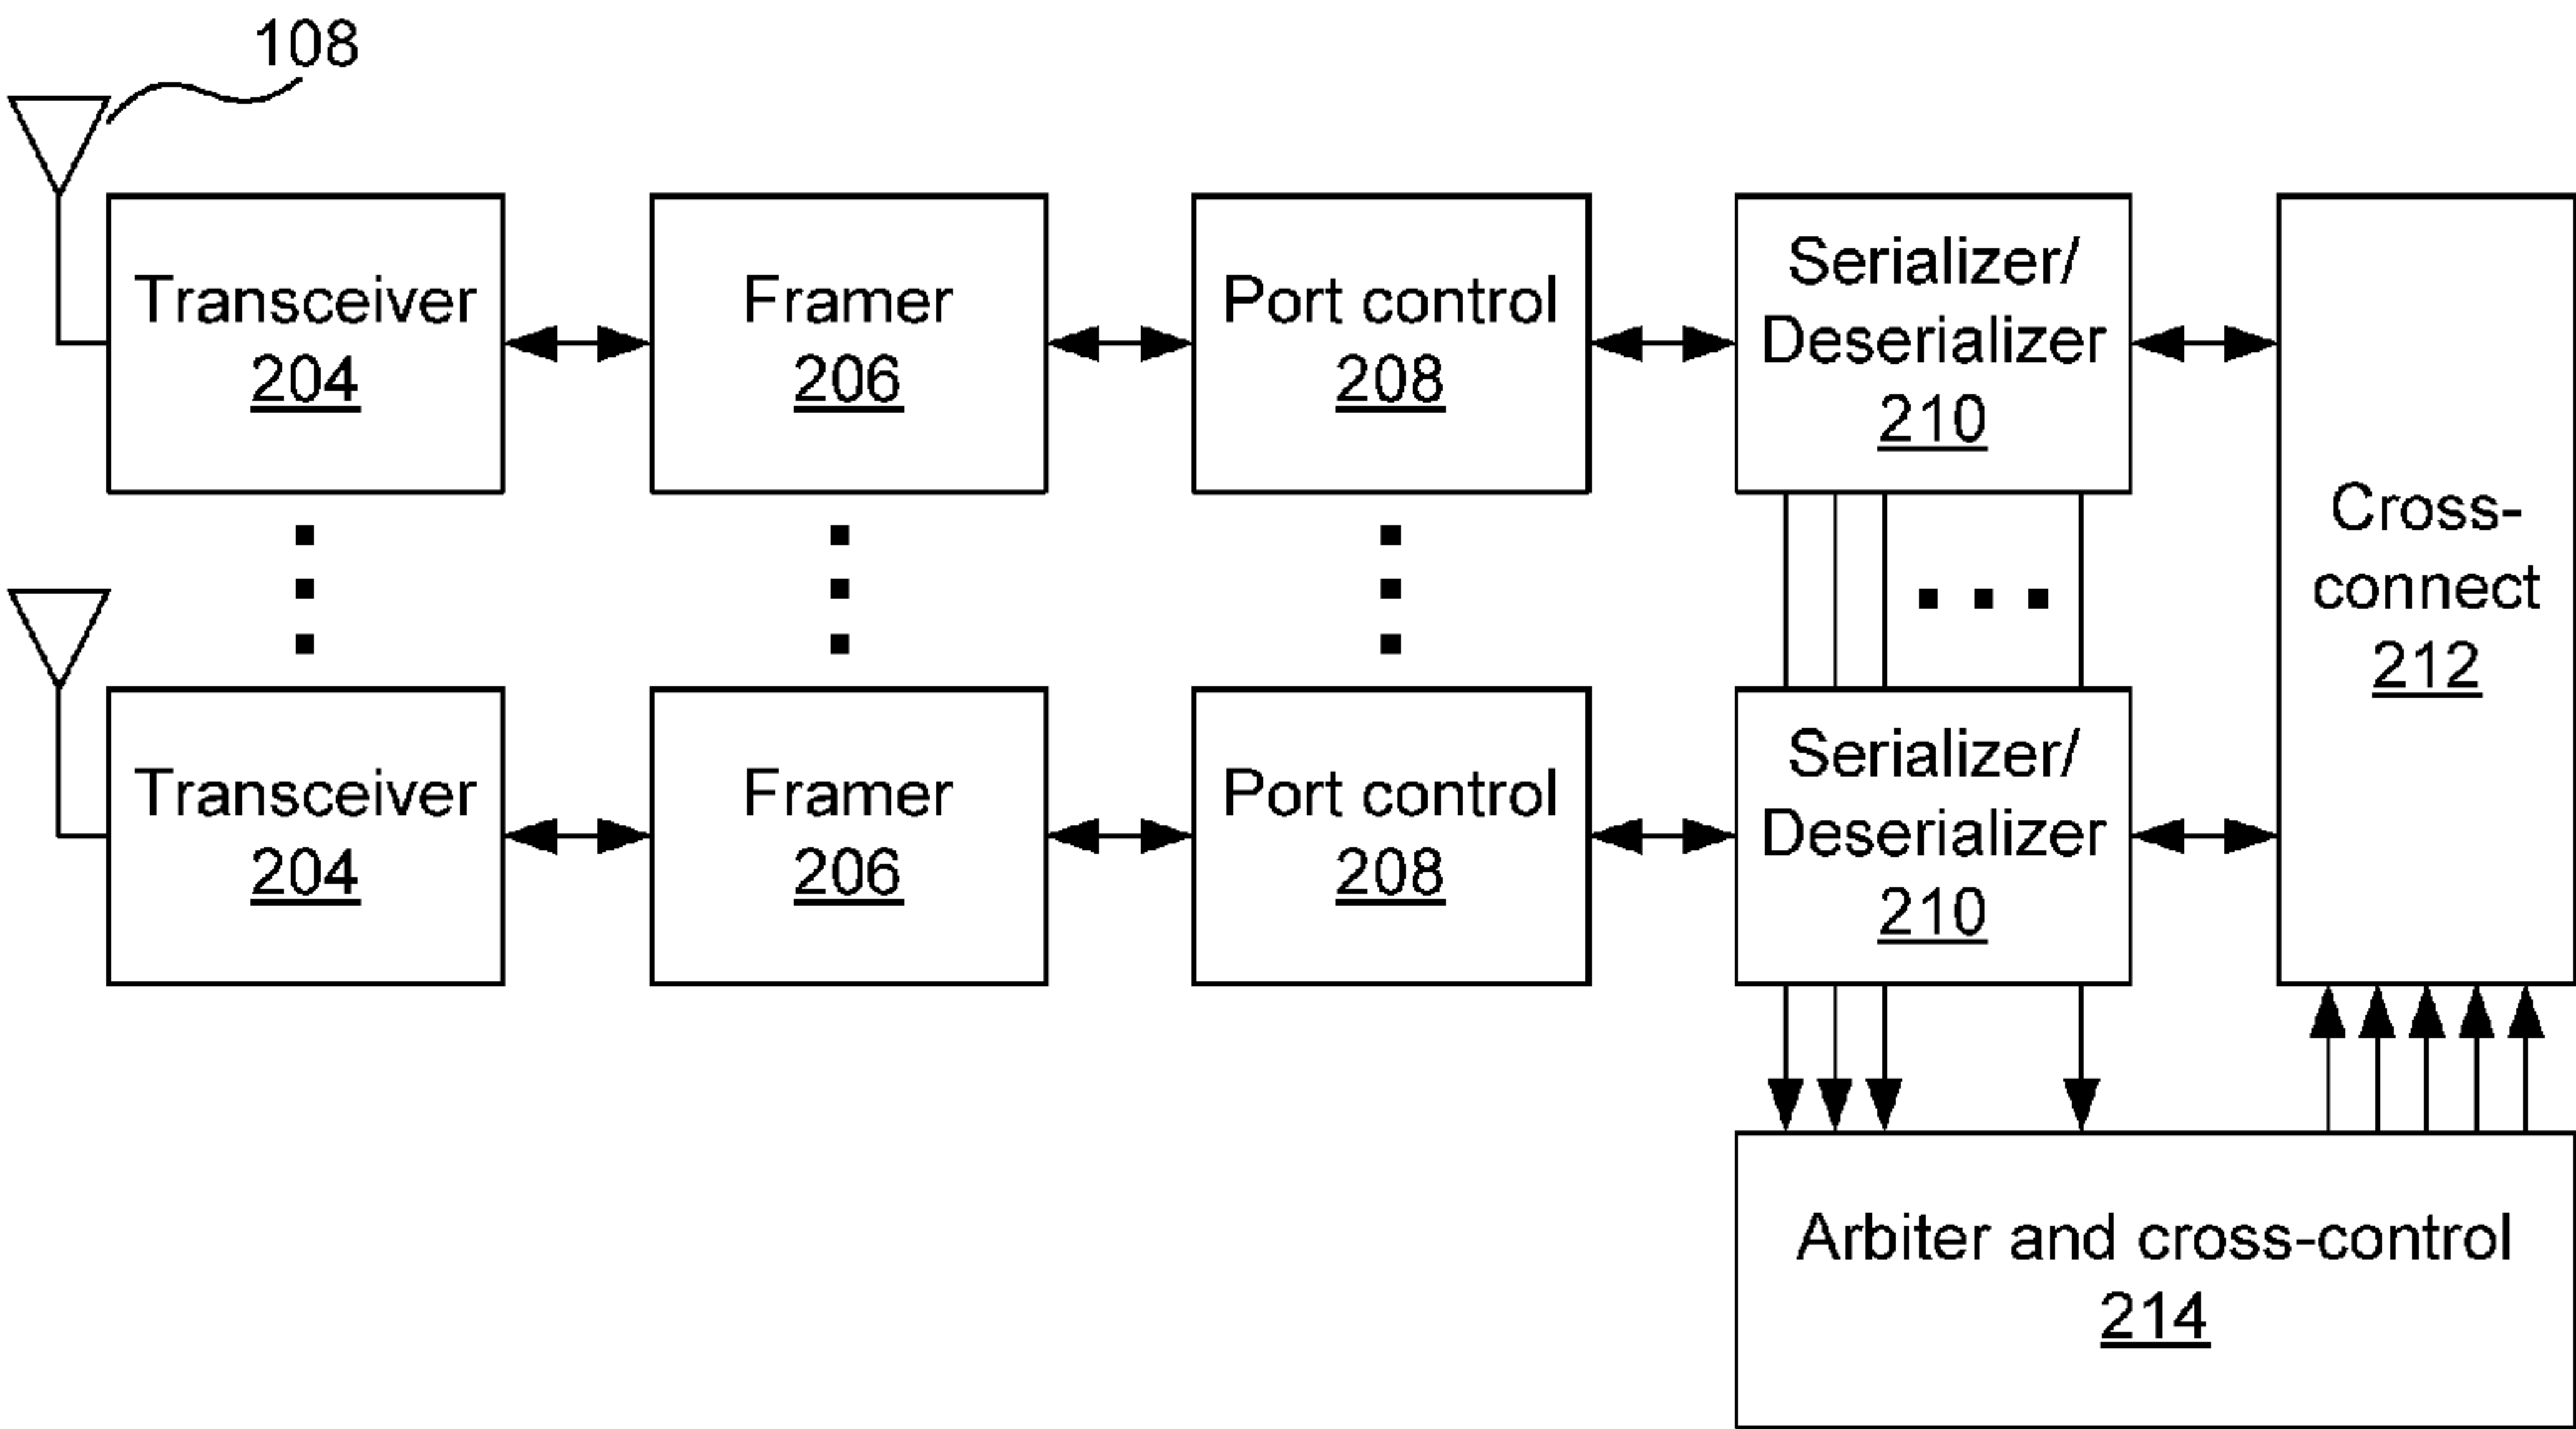 108
Transceiver
204
Framer
206
Port control
208
Serializer/
Deserializer
210
Cross-
connect
212
Transceiver
204
Framer
206
Port control
208
Serializer/
Deserializer
210
Arbiter and cross-control
214